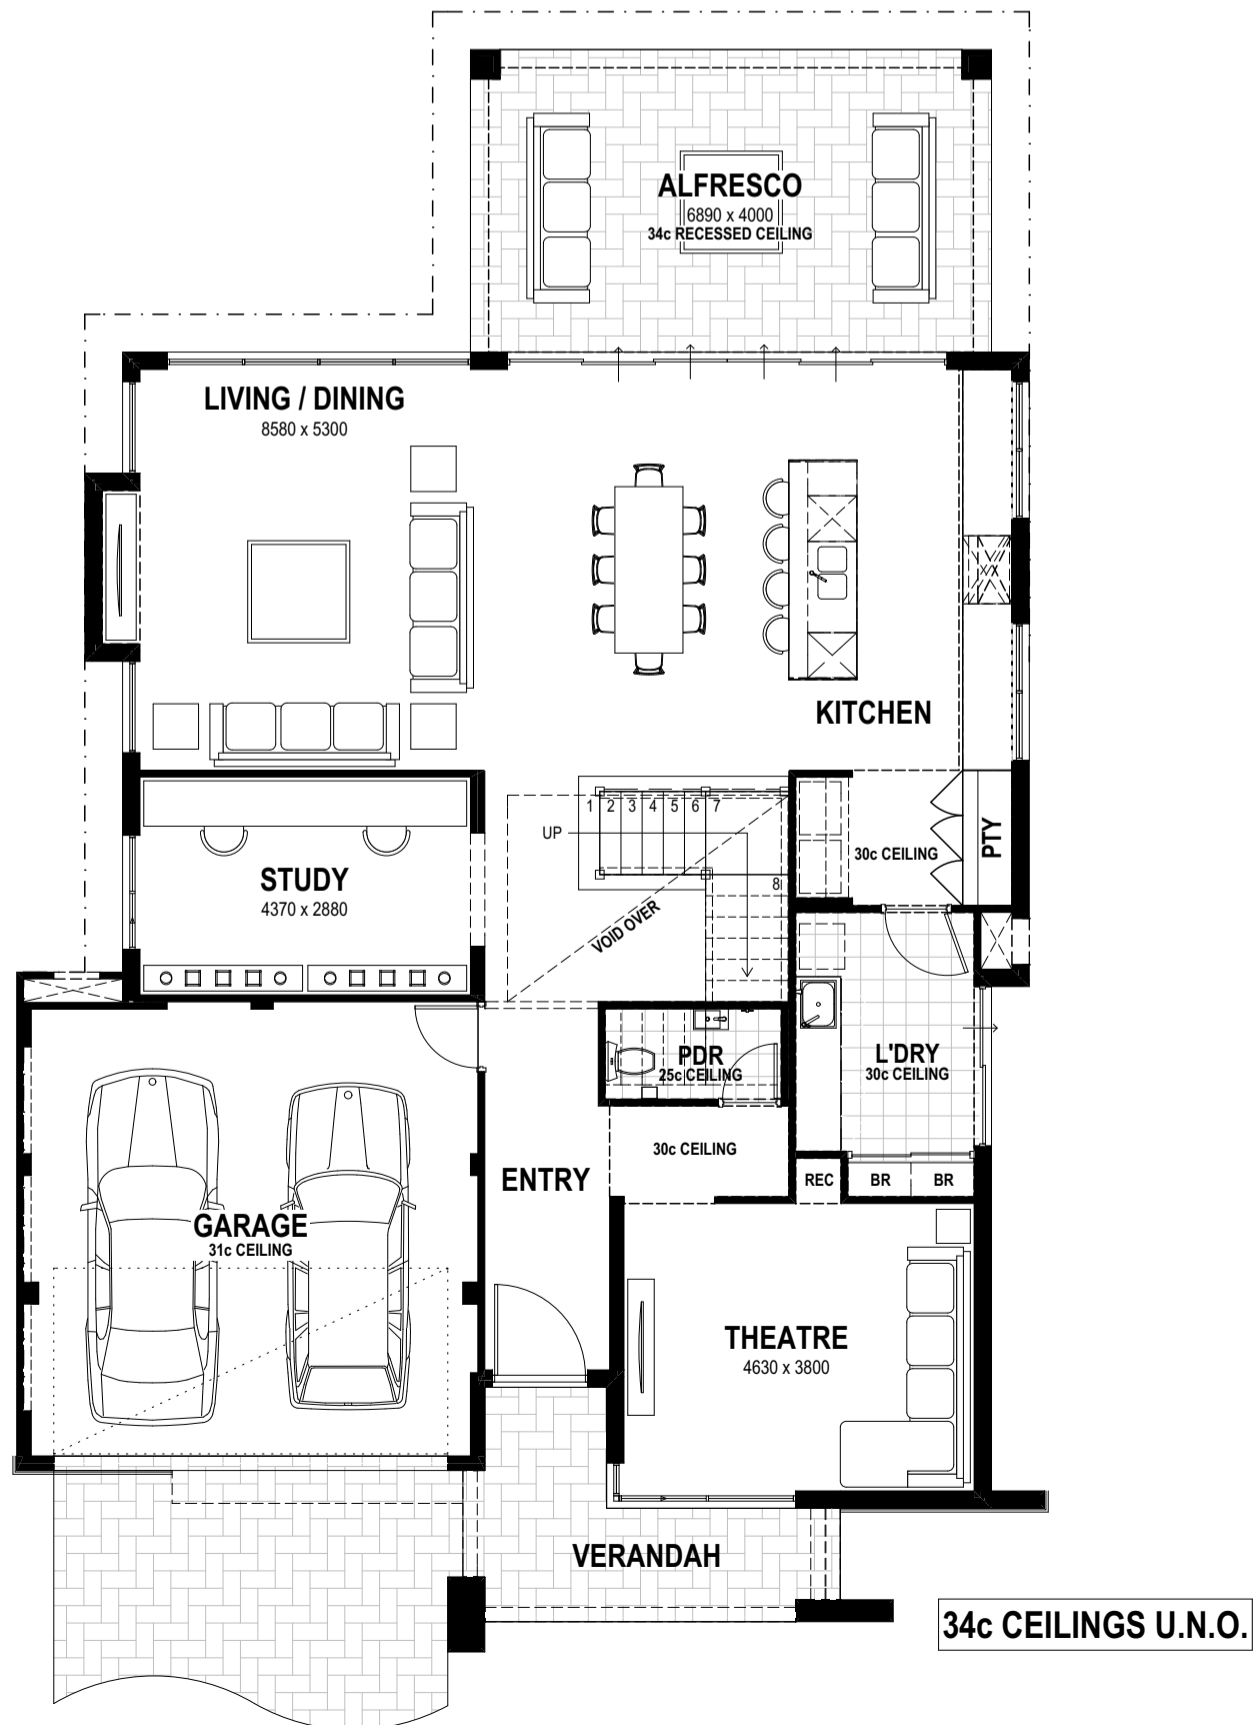 ALFRESCO
6890 x 4000
34c RECESSED CEILING
LIVING / DINING
8580 x 5300
KITCHEN
1 2 3 4 5 6 7
UP
8
VOID OVER
30c CEILING
PTY
STUDY
4370 x 2880
PDR
25c CEILING
L'DRY
30c CEILING
30c CEILING
ENTRY
REC
BR
BR
GARAGE
31c CEILING
THEATRE
4630 x 3800
VERANDAH
34c CEILINGS U.N.O.